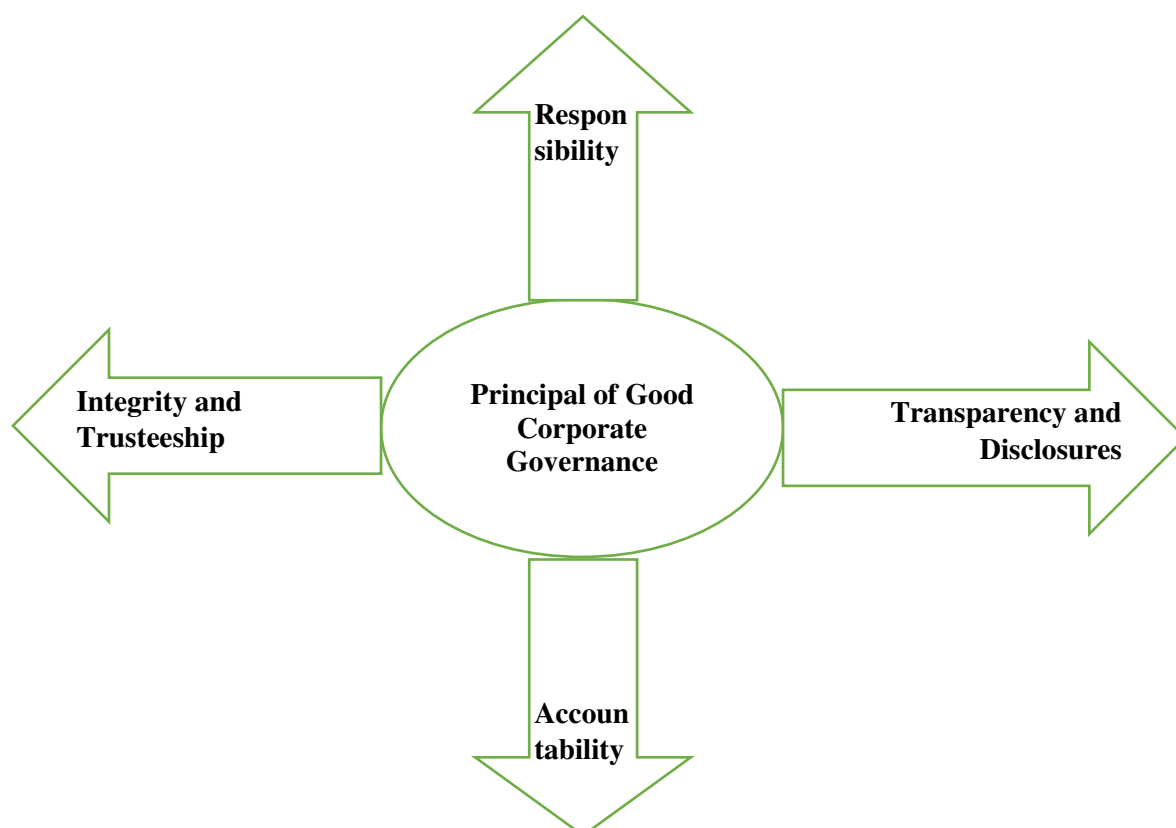 Respon
sibility
Integrity and
Trusteeship
Principal of Good
Corporate
Governance
Transparency and
Disclosures
Accoun
tability